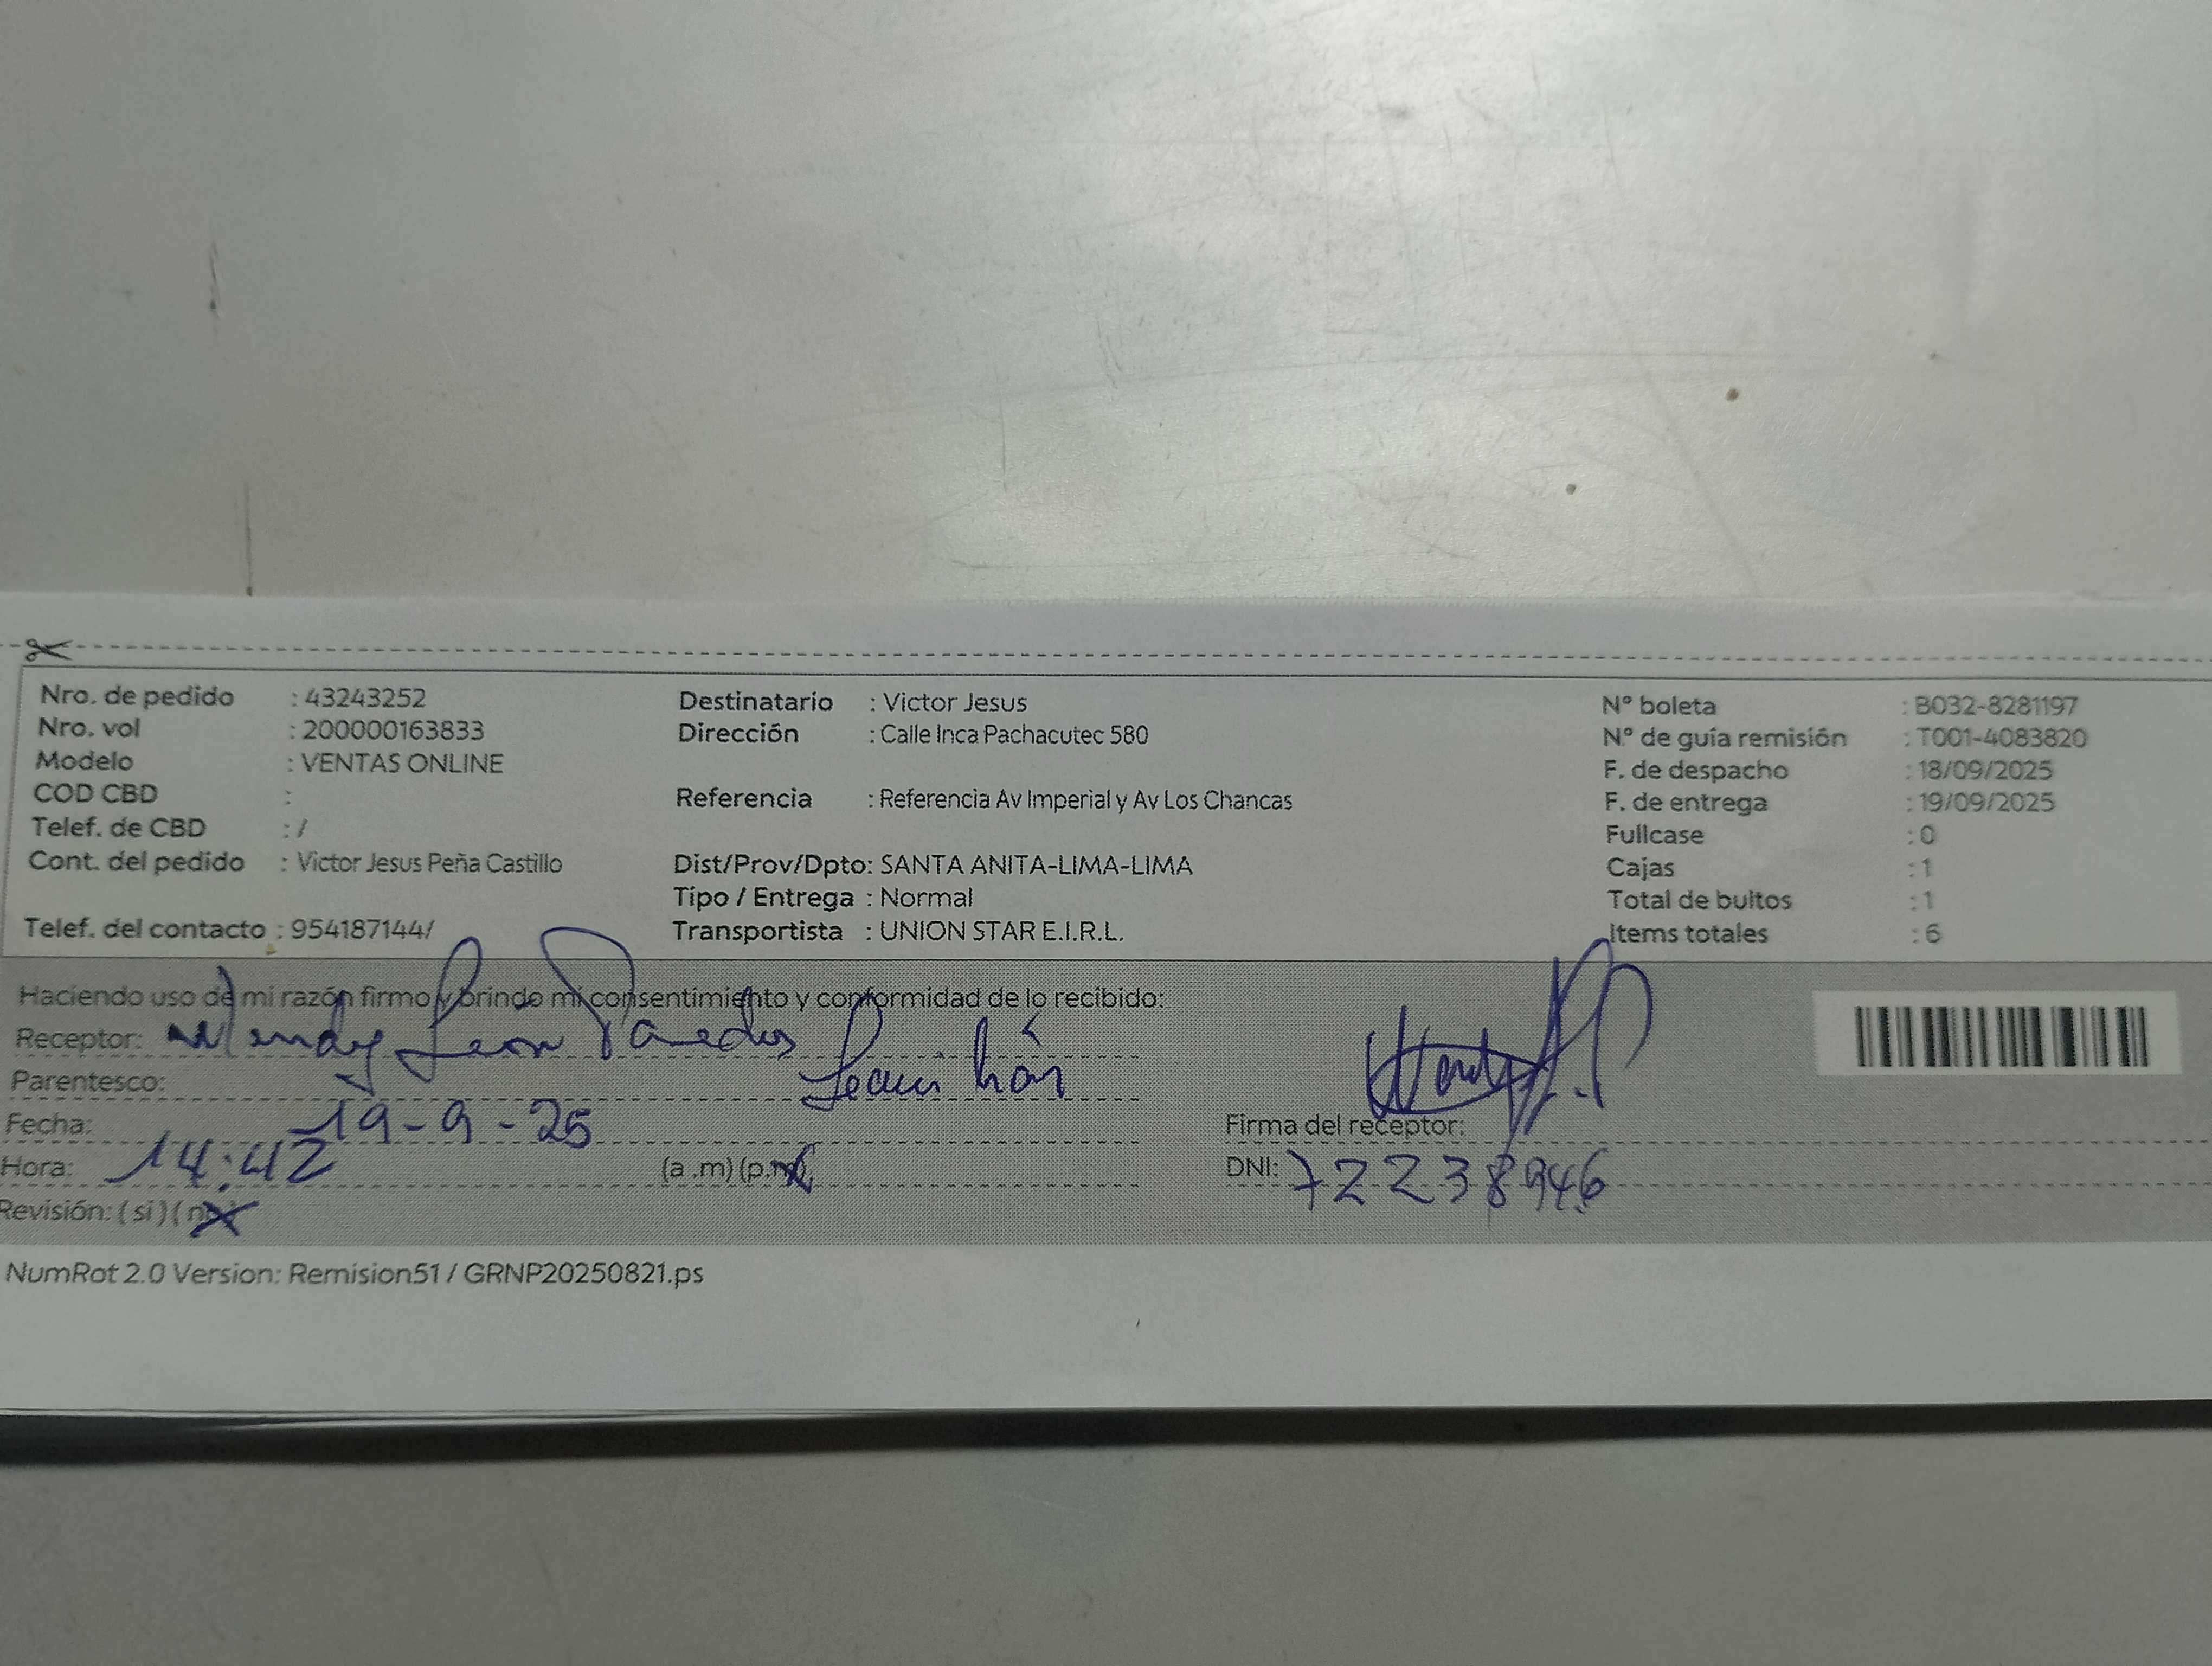 Nro. de pedido : 43243252 Destinatario : Victor Jesus N° boleta : B032-8281197
Nro. vol : 200000163833 Dirección : Calle Inca Pachacutec 580 N.° de guía remisión : T001-4083820
Modelo : VENTAS ONLINE F. de despacho : 18/09/2025
COD CBD : Referencia : Referencia Av Imperial y Av Los Chancas F. de entrega : 19/09/2025
Telef. de CBD : / Fullcase : 0
Cont. del pedido : Victor Jesus Peña Castillo Dist/Prov/Dpto: SANTA ANITA-LIMA-LIMA Cajas : 1
Tipo / Entrega : Normal Total de bultos : 1
Telef. del contacto : 954187144/ Transportista : UNION STAR E.I.R.L. Items totales : 6
Haciendo uso de mi razón firmo y brindo mi consentimiento y conformidad de lo recibido:
Receptor: Wendy Leon Paredes
Parentesco:
Fecha: 19-9-25 Firma del receptor:
Hora: 14:42 (a .m) (p.m) DNI: 72238946
Revisión: ( si ) ( no )
NumRot 2.0 Version: Remision51 / GRNP20250821.ps